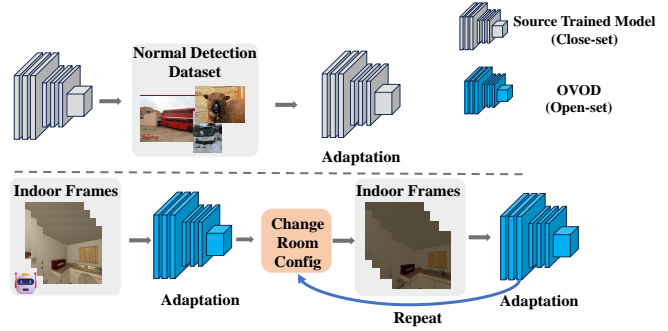 Source Trained Model
(Close-set)
Normal Detection
Dataset
OVOD
(Open-set)
Adaptation
Indoor Frames
Indoor Frames
Change
Room
Config
Adaptation
Adaptation
Repeat